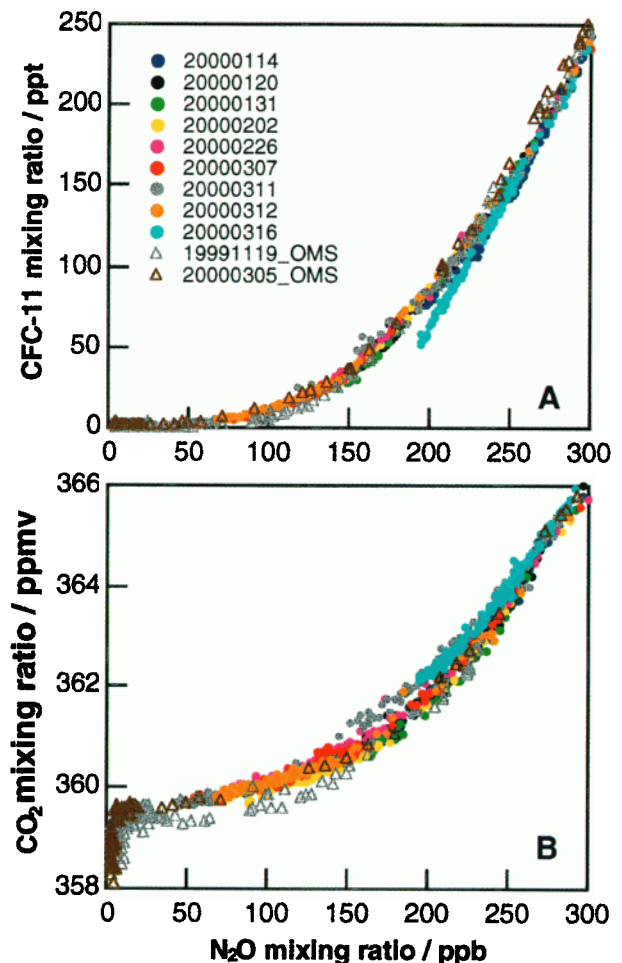 250
200
150
100
50
0
CFC-11 mixing ratio / ppt
20000114
20000120
20000131
20000202
20000226
20000307
20000311
20000312
20000316
19991119_OMS
20000305_OMS
A
0 50 100 150 200 250 300
366
364
362
360
358
CO₂ mixing ratio / ppmv
B
0 50 100 150 200 250 300
N₂O mixing ratio / ppb